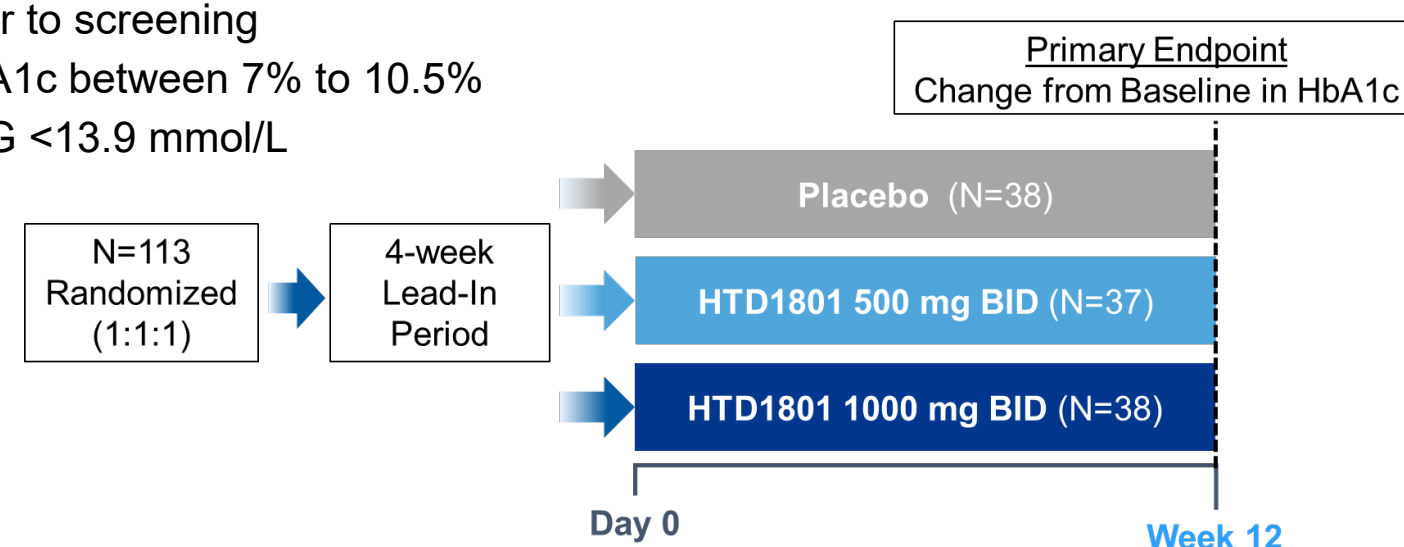 to screening
between 7% to 10.5%
<13.9 mmol/L
Primary Endpoint
Change from Baseline in HbA1c
N=113
Randomized
(1:1:1)
4-week
Lead-In
Period
Placebo (N=38)
HTD1801 500 mg BID (N=37)
HTD1801 1000 mg BID (N=38)
Day 0
Week 12